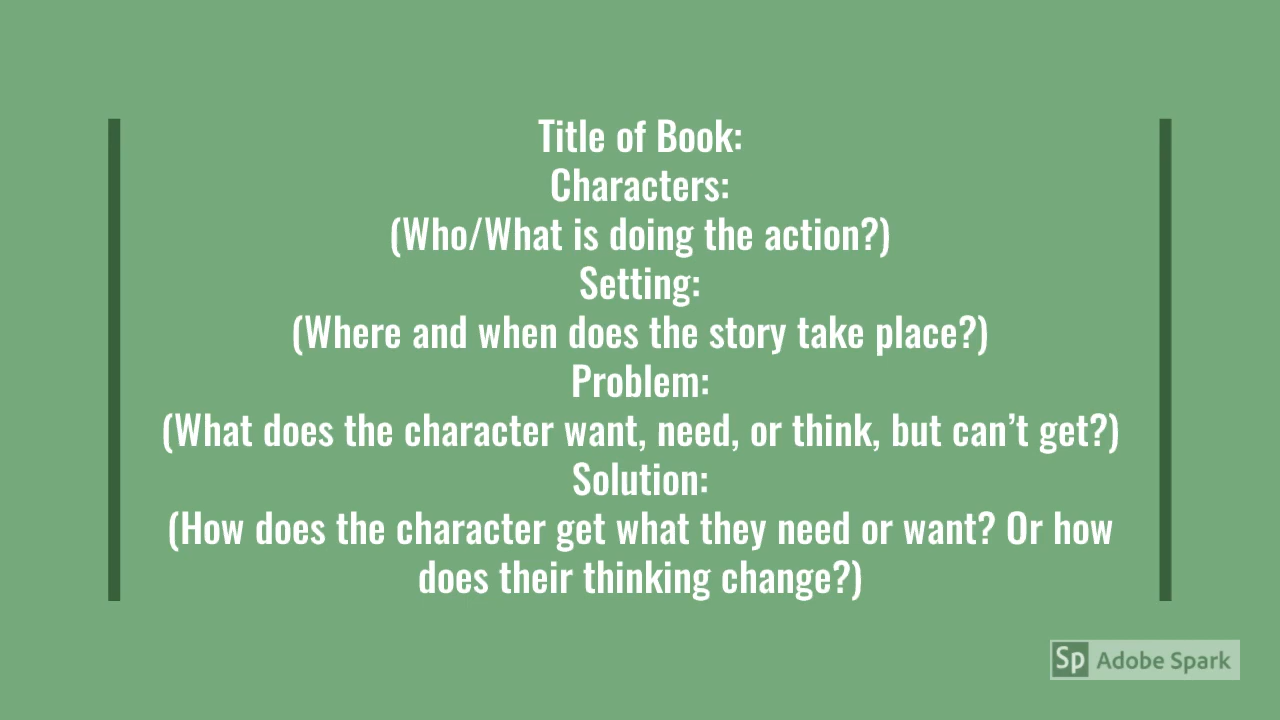 Title of Book:
Characters:
(Who/What is doing the action?)
Setting:
(Where and when does the story take place?)
Problem:
(What does the character want, need, or think, but can’t get?)
Solution:
(How does the character get what they need or want? Or how
does their thinking change?)
Sp Adobe Spark